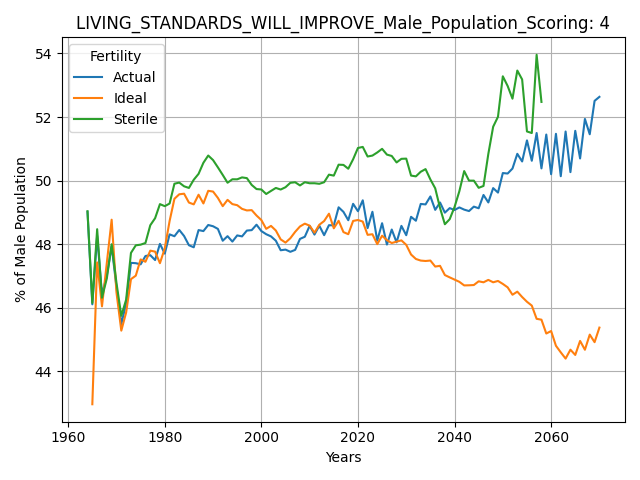 LIVING_STANDARDS_WILL_IMPROVE_Male_Population_Scoring: 4
Fertility
Actual
Ideal
Sterile
% of Male Population
54
52
50
48
46
44
1960
1980
2000
2020
2040
2060
Years